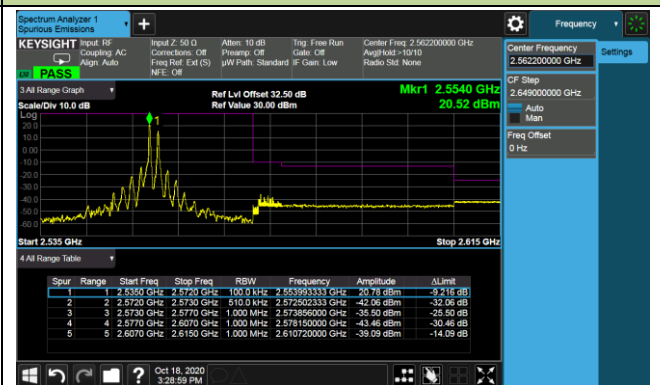 Spectrum Analyzer 1
Spurious Emissions
Frequency
KEYSIGHT Input: RF
Coupling: AC
Align: Auto
Input Z: 50 Ω
Corrections: Off
Freq Ref: Ext (S)
NFE: Off
Atten: 10 dB
Preamp: Off
µW Path: Standard
Trig: Free Run
Gate: Off
IF Gain: Low
Center Freq: 2.562200000 GHz
Avg|Hold:>10/10
Radio Std: None
PASS
Center Frequency
2.562200000 GHz
Settings
CF Step
2.649000000 GHz
Auto
Man
Freq Offset
0 Hz
3 All Range Graph
Ref Lvl Offset 32.50 dB
Mkr1 2.5540 GHz
Scale/Div 10.0 dB
Ref Value 30.00 dBm
20.52 dBm
Log
20.0
10.0
0.00
-10.0
-20.0
-30.0
-40.0
-50.0
-60.0
1
Start 2.535 GHz
Stop 2.615 GHz
4 All Range Table
Spur Range Start Freq Stop Freq RBW Frequency Amplitude ΔLimit
1 1 2.5350 GHz 2.5720 GHz 100.0 kHz 2.553993333 GHz 20.78 dBm -9.216 dB
2 2 2.5720 GHz 2.5730 GHz 510.0 kHz 2.572502333 GHz -42.06 dBm -32.06 dB
3 3 2.5730 GHz 2.5770 GHz 1.000 MHz 2.573856000 GHz -35.50 dBm -25.50 dB
4 4 2.5770 GHz 2.6070 GHz 1.000 MHz 2.578150000 GHz -43.46 dBm -30.46 dB
5 5 2.6070 GHz 2.6150 GHz 1.000 MHz 2.610720000 GHz -39.09 dBm -14.09 dB
Oct 18, 2020
3:28:59 PM